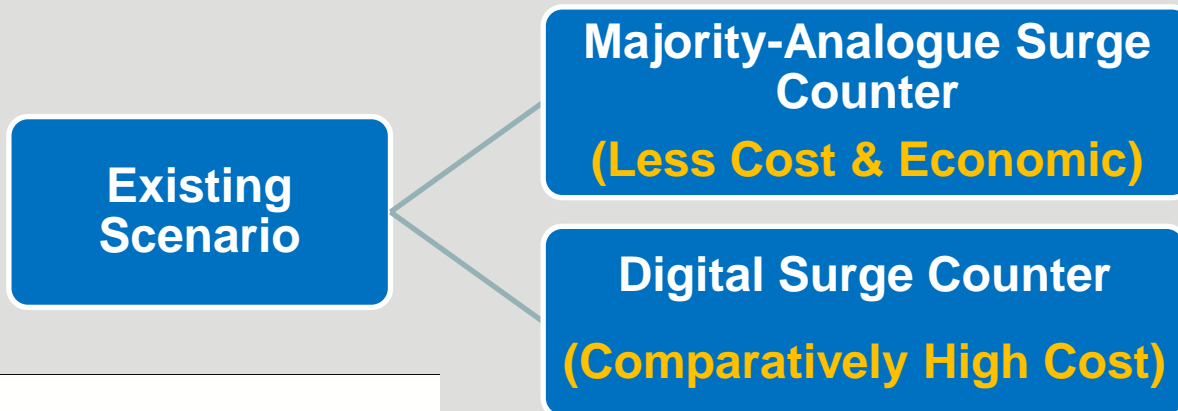 Existing
Scenario
Majority-Analogue Surge
Counter
(Less Cost & Economic)
Digital Surge Counter
(Comparatively High Cost)